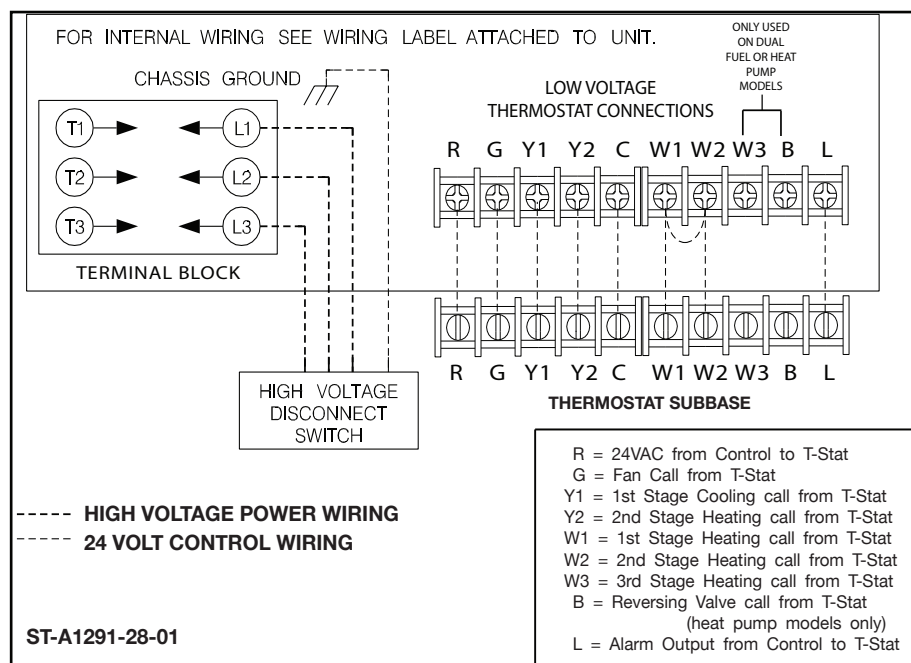 FOR INTERNAL WIRING SEE WIRING LABEL ATTACHED TO UNIT.
ONLY USED
ON DUAL
FUEL OR HEAT
PUMP
MODELS
CHASSIS GROUND
LOW VOLTAGE
THERMOSTAT CONNECTIONS
T1 L1
T2 L2
T3 L3
TERMINAL BLOCK
R G Y1 Y2 C W1 W2 W3 B L
R G Y1 Y2 C W1 W2 W3 B L
THERMOSTAT SUBBASE
HIGH VOLTAGE
DISCONNECT
SWITCH
HIGH VOLTAGE POWER WIRING
24 VOLT CONTROL WIRING
R = 24VAC from Control to T-Stat
G = Fan Call from T-Stat
Y1 = 1st Stage Cooling call from T-Stat
Y2 = 2nd Stage Heating call from T-Stat
W1 = 1st Stage Heating call from T-Stat
W2 = 2nd Stage Heating call from T-Stat
W3 = 3rd Stage Heating call from T-Stat
B = Reversing Valve call from T-Stat
(heat pump models only)
L = Alarm Output from Control to T-Stat
ST-A1291-28-01